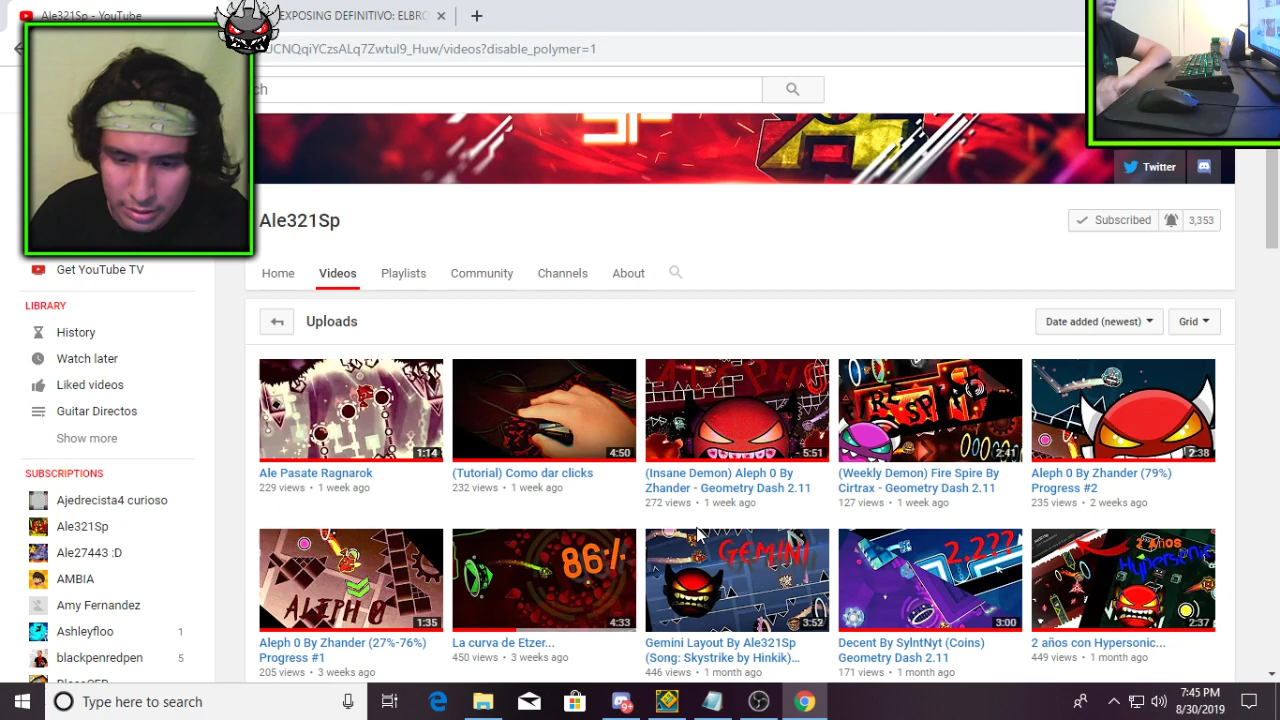 Ale321Sp - YouTube
EXPOSING DEFINITIVO: ELBRO
UCNQqiYCzsALq7Zwtul9_Huw/videos?disable_polymer=1
ch
SP
Twitter
Ale321Sp
Subscribed
3,353
Get YouTube TV
Home
Videos
Playlists
Community
Channels
About
LIBRARY
History
Watch later
Liked videos
Guitar Directos
Show more
Uploads
Date added (newest)
Grid
1:14
4:50
5:51
2:41
2:38
Ale Pasate Ragnarok
229 views • 1 week ago
(Tutorial) Como dar clicks
232 views • 1 week ago
(Insane Demon) Aleph 0 By
Zhander - Geometry Dash 2.11
272 views • 1 week ago
(Weekly Demon) Fire Spire By
Cirtrax - Geometry Dash 2.11
127 views • 1 week ago
Aleph 0 By Zhander (79%)
Progress #2
235 views • 2 weeks ago
SUBSCRIPTIONS
Ajedrecista4 curioso
Ale321Sp
Ale27443 :D
AMBIA
Amy Fernandez
Ashleyfloo
1
blackpenredpen
5
ALEPH 0
1:35
86%
4:33
GEMINI
3:52
2.2???
3:00
2 años
Hypersonic
2:37
Aleph 0 By Zhander (27%-76%)
Progress #1
205 views • 3 weeks ago
La curva de Etzer...
450 views • 3 weeks ago
Gemini Layout By Ale321Sp
(Song: Skystrike by Hinkik)...
446 views • 1 month ago
Decent By SylntNyt (Coins)
Geometry Dash 2.11
171 views • 1 month ago
2 años con Hypersonic...
449 views • 1 month ago
Type here to search
7:45 PM
8/30/2019